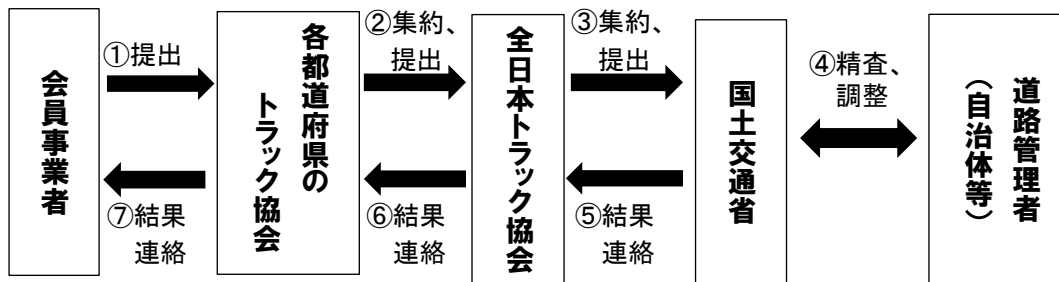 会員事業者
①提出
⑦結果
連絡
各都道府県の
トラック協会
②集約、
提出
⑥結果
連絡
全日本トラック協会
③集約、
提出
⑤結果
連絡
国土交通省
④精査、
調整
道路管理者
（自治体等）